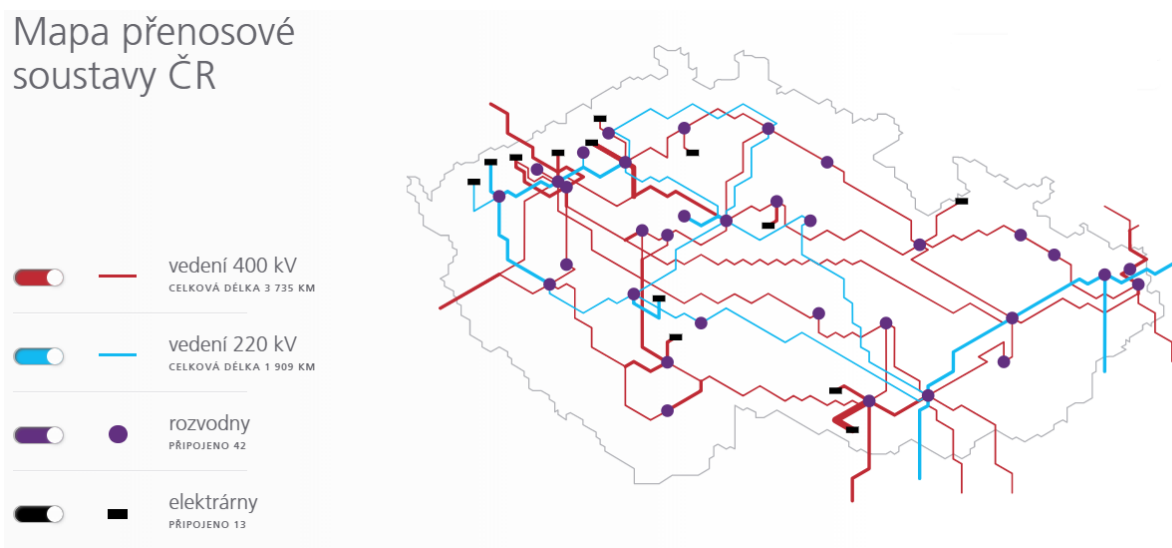 Mapa přenosové
soustavy ČR
vedení 400 kV
CELKOVÁ DÉLKA 3 735 KM
vedení 220 kV
CELKOVÁ DÉLKA 1 909 KM
rozvodny
PŘIPOJENO 42
elektrárny
PŘIPOJENO 13